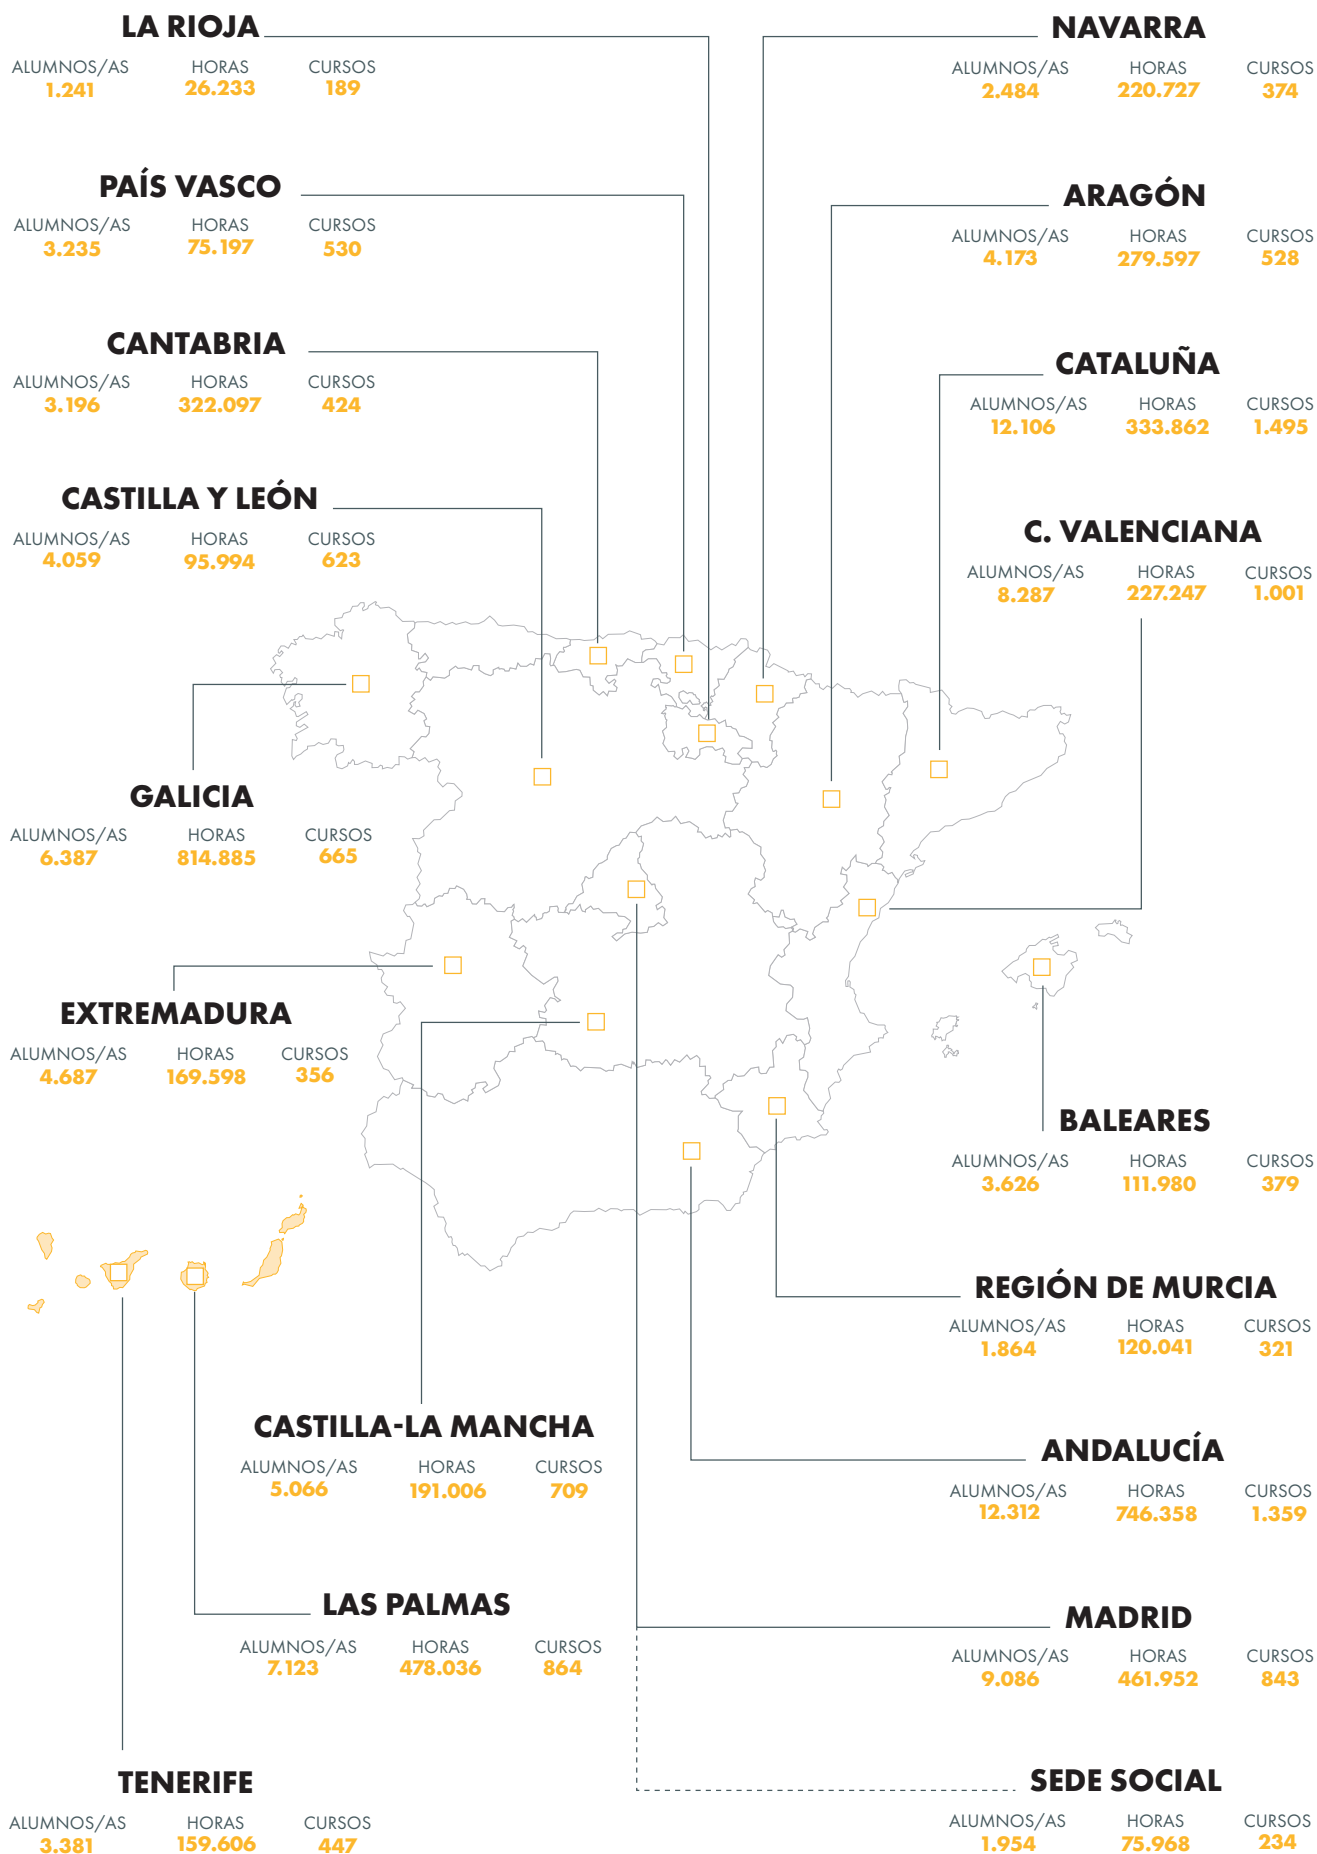 LA RIOJA
ALUMNOS/AS HORAS CURSOS
1.241 26.233 189
NAVARRA
ALUMNOS/AS HORAS CURSOS
2.484 220.727 374
PAÍS VASCO
ALUMNOS/AS HORAS CURSOS
3.235 75.197 530
ARAGÓN
ALUMNOS/AS HORAS CURSOS
4.173 279.597 528
CANTABRIA
ALUMNOS/AS HORAS CURSOS
3.196 322.097 424
CATALUÑA
ALUMNOS/AS HORAS CURSOS
12.106 333.862 1.495
CASTILLA Y LEÓN
ALUMNOS/AS HORAS CURSOS
4.059 95.994 623
C. VALENCIANA
ALUMNOS/AS HORAS CURSOS
8.287 227.247 1.001
GALICIA
ALUMNOS/AS HORAS CURSOS
6.387 814.885 665
EXTREMADURA
ALUMNOS/AS HORAS CURSOS
4.687 169.598 356
BALEARES
ALUMNOS/AS HORAS CURSOS
3.626 111.980 379
REGIÓN DE MURCIA
ALUMNOS/AS HORAS CURSOS
1.864 120.041 321
CASTILLA-LA MANCHA
ALUMNOS/AS HORAS CURSOS
5.066 191.006 709
ANDALUCÍA
ALUMNOS/AS HORAS CURSOS
12.312 746.358 1.359
LAS PALMAS
ALUMNOS/AS HORAS CURSOS
7.123 478.036 864
MADRID
ALUMNOS/AS HORAS CURSOS
9.086 461.952 843
TENERIFE
ALUMNOS/AS HORAS CURSOS
3.381 159.606 447
SEDE SOCIAL
ALUMNOS/AS HORAS CURSOS
1.954 75.968 234